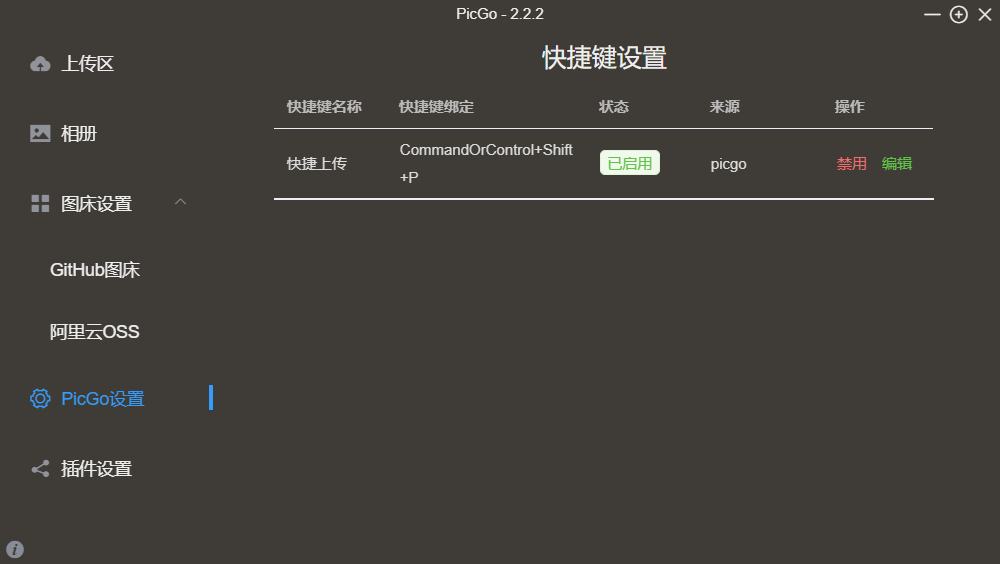 PicGo - 2.2.2
上传区
相册
图床设置
GitHub图床
阿里云OSS
PicGo设置
插件设置
快捷键设置
快捷键名称 快捷键绑定 状态 来源 操作
快捷上传 CommandOrControl+Shift 已启用 picgo 禁用 编辑
+P